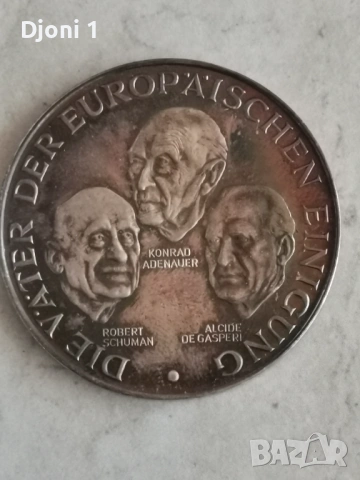 Djoni 1
DIE VÄTER DER EUROPÄISCHEN EINIGUNG
KONRAD
ADENAUER
ROBERT
SCHUMAN
ALCIDE
DE GASPERI
BAZAR